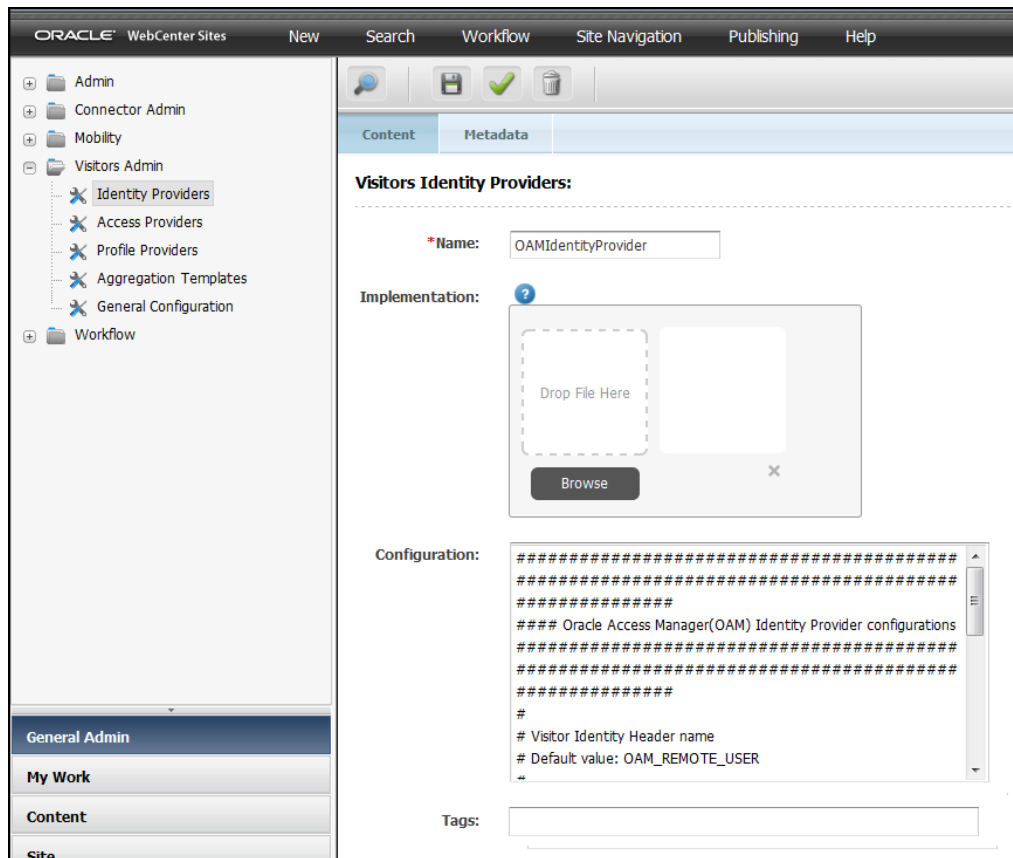 ORACLE WebCenter Sites New Search Workflow Site Navigation Publishing Help
Admin
Connector Admin
Mobility
Visitors Admin
Identity Providers
Access Providers
Profile Providers
Aggregation Templates
General Configuration
Workflow
General Admin
My Work
Content
Site
Content Metadata
Visitors Identity Providers:
*Name: OAMIdentityProvider
Implementation: ?
Drop File Here
Browse
Configuration:
##########################################
##########################################
###############
#### Oracle Access Manager(OAM) Identity Provider configurations
##########################################
##########################################
###############
#
# Visitor Identity Header name
# Default value: OAM_REMOTE_USER
#
Tags: